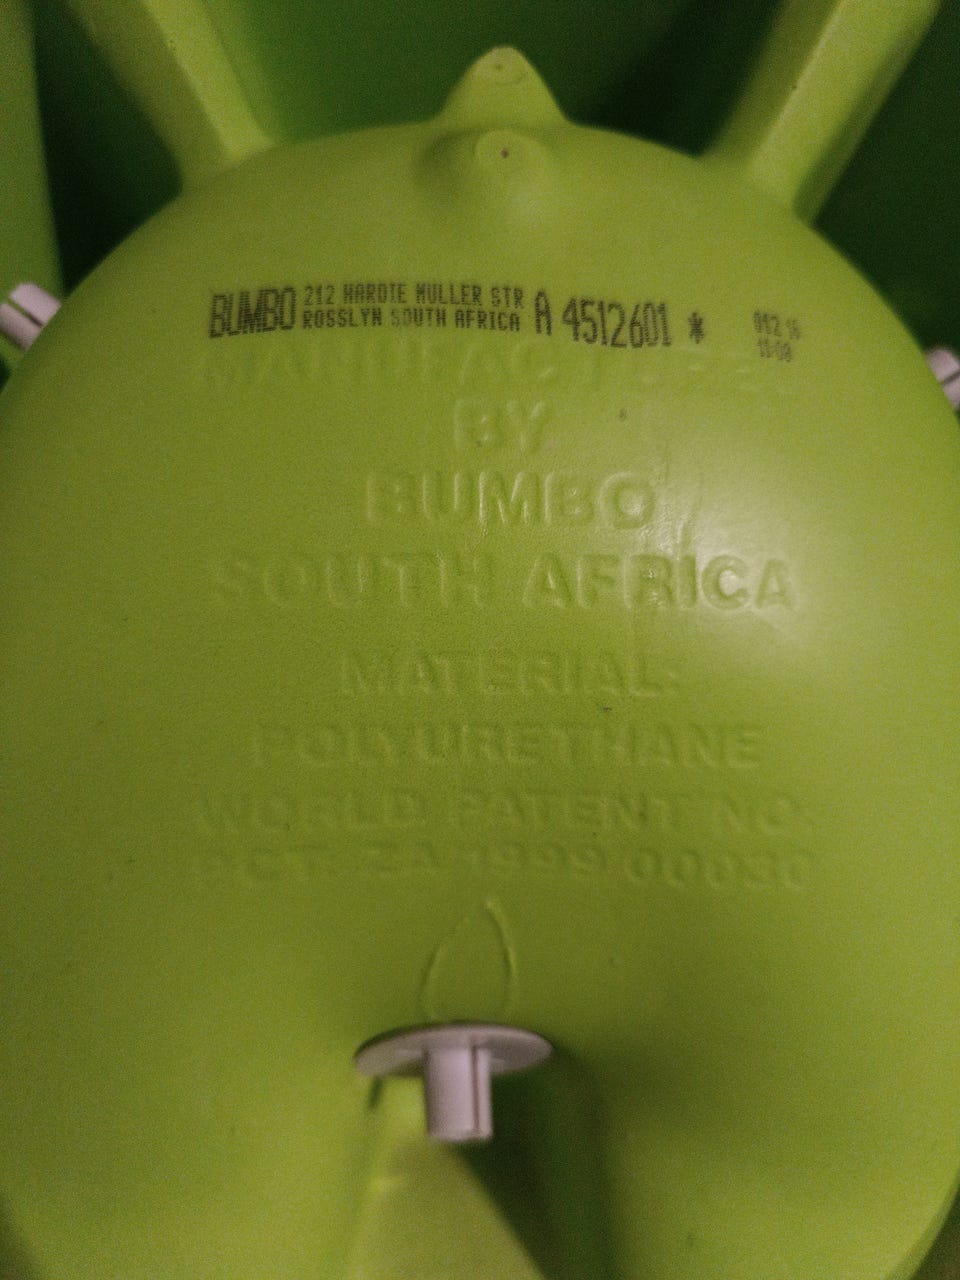 BUMBO 212 HARDIE MULLER STR A 4512601 *
ROSSLYN SOUTH AFRICA
MANUFACTURED
BY
BUMBO
SOUTH AFRICA
MATERIAL:
POLYURETHANE
WORLD PATENT NO:
PCT: ZA 1999/00030